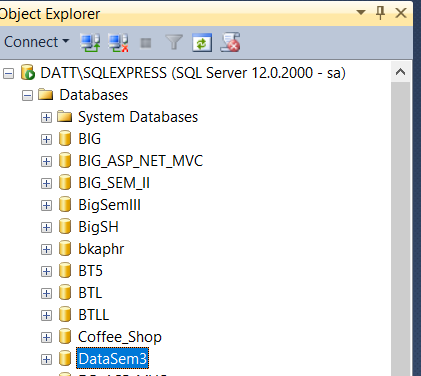 Object Explorer
Connect
DATT\SQLEXPRESS (SQL Server 12.0.2000 - sa)
Databases
System Databases
BIG
BIG_ASP_NET_MVC
BIG_SEM_II
BigSemIII
BigSH
bkaphr
BT5
BTL
BTLL
Coffee_Shop
DataSem3